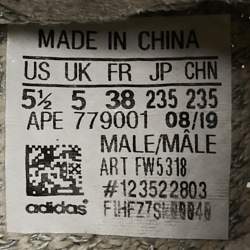 MADE IN CHINA
US UK FR JP CHN
5½ 5 38 235 235
APE 779001 08/19
MALE/MÂLE
ART FW5318
#123522803
adidas